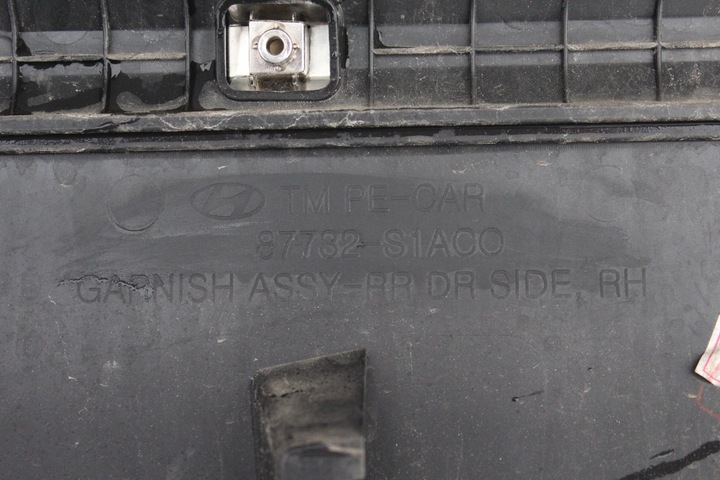 TM PE-CAR
87732-S1AC0
GARNISH ASSY-RR DR SIDE, RH